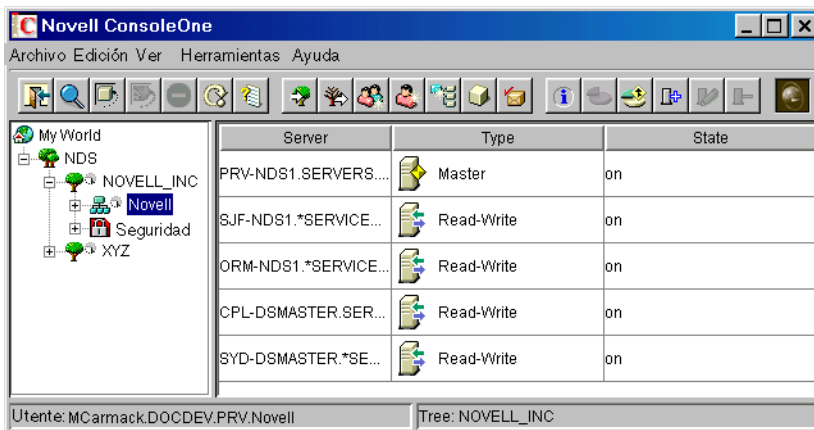 Novell ConsoleOne
Archivo Edición Ver Herramientas Ayuda
My World
NDS
NOVELL_INC
Novell
Seguridad
XYZ
Server Type State
PRV-NDS1.SERVERS.... Master on
SJF-NDS1.*SERVICE... Read-Write on
ORM-NDS1.*SERVICE... Read-Write on
CPL-DSMASTER.SER... Read-Write on
SYD-DSMASTER.*SE... Read-Write on
Utente: MCarmack.DOCDEV.PRV.Novell Tree: NOVELL_INC